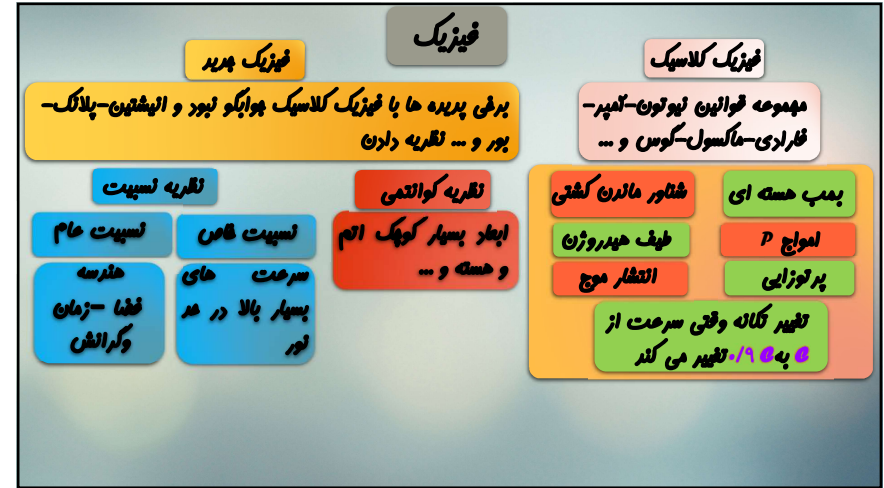 فیزیک
فیزیک کلاسیک
مجموعه قوانین نیوتون-آمپر-
فارادی-ماکسول-گوس و ...
بمب هسته ای
شناور ماندن کشتی
امواج P
طیف هیدروژن
پرتوزایی
انتشار موج
تغییر تکانه وقتی سرعت از
به ۰/۹ تغییر می کند
فیزیک جدید
برخی پدیده ها با فیزیک کلاسیک جوابگو نبود و انیشتین-پلانک-
بور و ... نظریه دادن
نظریه کوانتمی
ابعاد بسیار کوچک اتم
و هسته و ...
نظریه نسبیت
نسبیت خاص
سرعت های
بسیار بالا در حد
نور
نسبیت عام
هندسه
فضا -زمان
وگرانش